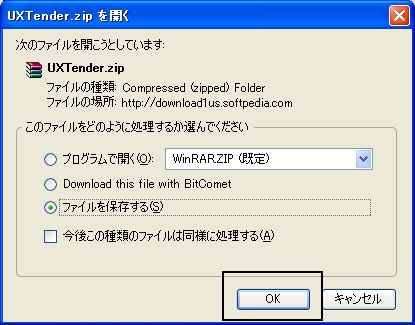 UXTender.zip を開く
次のファイルを開こうとしています:
UXTender.zip
ファイルの種類: Compressed (zipped) Folder
ファイルの場所: http://download1us.softpedia.com
このファイルをどのように処理するか選んでください
プログラムで開く(O): WinRAR.ZIP (既定)
Download this file with BitComet
ファイルを保存する(S)
今後この種類のファイルは同様に処理する(A)
OK キャンセル